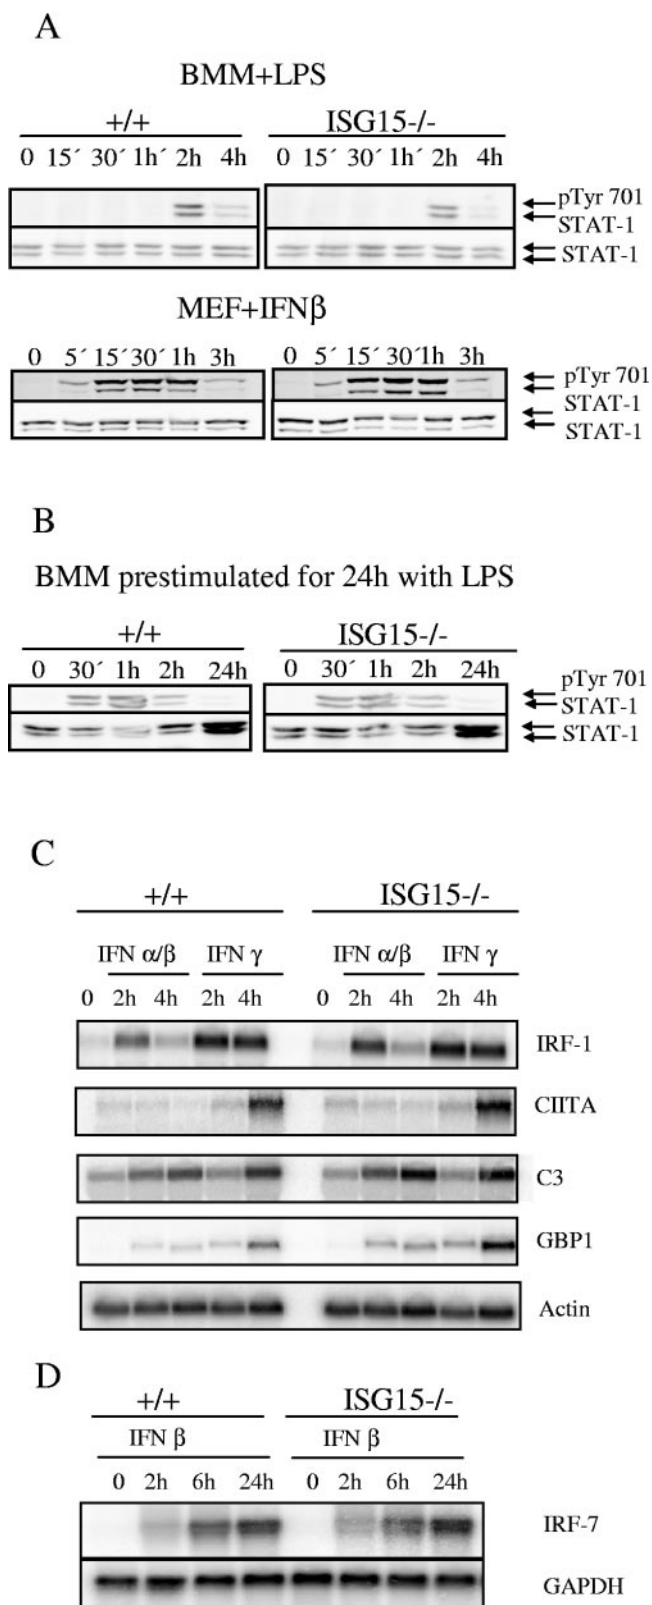 A
BMM+LPS
+/+ ISG15-/-
0 15´ 30´ 1h´ 2h 4h 0 15´ 30´ 1h´ 2h 4h
pTyr 701
STAT-1
STAT-1
MEF+IFNβ
0 5´ 15´ 30´ 1h 3h 0 5´ 15´ 30´ 1h 3h
pTyr 701
STAT-1
STAT-1
B
BMM prestimulated for 24h with LPS
+/+ ISG15-/-
0 30´ 1h 2h 24h 0 30´ 1h 2h 24h
pTyr 701
STAT-1
STAT-1
C
+/+ ISG15-/-
IFN α/β IFN γ IFN α/β IFN γ
0 2h 4h 2h 4h 0 2h 4h 2h 4h
IRF-1
CIITA
C3
GBP1
Actin
D
+/+ ISG15-/-
IFN β IFN β
0 2h 6h 24h 0 2h 6h 24h
IRF-7
GAPDH